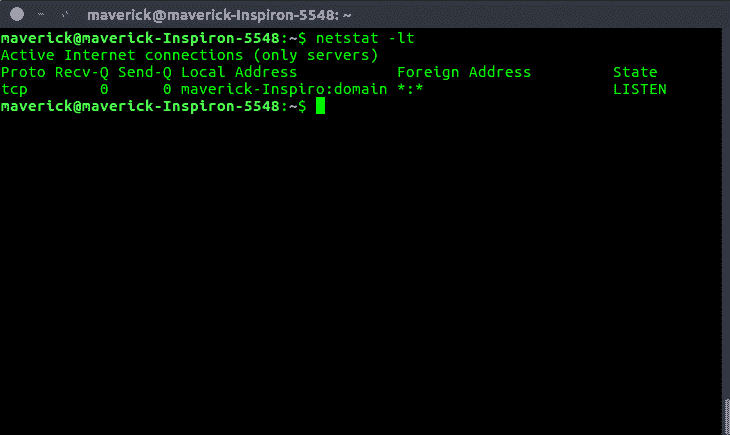 maverick@maverick-Inspiron-5548: ~
maverick@maverick-Inspiron-5548:~$ netstat -lt
Active Internet connections (only servers)
Proto Recv-Q Send-Q Local Address           Foreign Address         State
tcp        0      0 maverick-Inspiro:domain *:*                     LISTEN
maverick@maverick-Inspiron-5548:~$